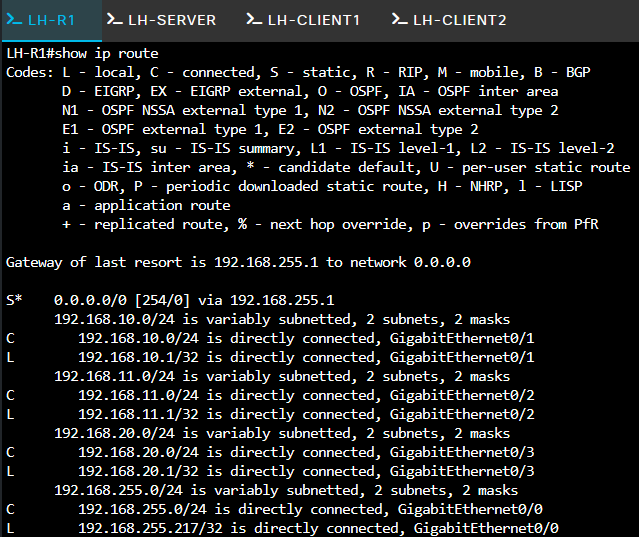 LH-R1 LH-SERVER LH-CLIENT1 LH-CLIENT2
LH-R1#show ip route
Codes: L - local, C - connected, S - static, R - RIP, M - mobile, B - BGP
D - EIGRP, EX - EIGRP external, O - OSPF, IA - OSPF inter area
N1 - OSPF NSSA external type 1, N2 - OSPF NSSA external type 2
E1 - OSPF external type 1, E2 - OSPF external type 2
i - IS-IS, su - IS-IS summary, L1 - IS-IS level-1, L2 - IS-IS level-2
ia - IS-IS inter area, * - candidate default, U - per-user static route
o - ODR, P - periodic downloaded static route, H - NHRP, l - LISP
a - application route
+ - replicated route, % - next hop override, p - overrides from PfR
Gateway of last resort is 192.168.255.1 to network 0.0.0.0
S* 0.0.0.0/0 [254/0] via 192.168.255.1
192.168.10.0/24 is variably subnetted, 2 subnets, 2 masks
C 192.168.10.0/24 is directly connected, GigabitEthernet0/1
L 192.168.10.1/32 is directly connected, GigabitEthernet0/1
192.168.11.0/24 is variably subnetted, 2 subnets, 2 masks
C 192.168.11.0/24 is directly connected, GigabitEthernet0/2
L 192.168.11.1/32 is directly connected, GigabitEthernet0/2
192.168.20.0/24 is variably subnetted, 2 subnets, 2 masks
C 192.168.20.0/24 is directly connected, GigabitEthernet0/3
L 192.168.20.1/32 is directly connected, GigabitEthernet0/3
192.168.255.0/24 is variably subnetted, 2 subnets, 2 masks
C 192.168.255.0/24 is directly connected, GigabitEthernet0/0
L 192.168.255.217/32 is directly connected, GigabitEthernet0/0